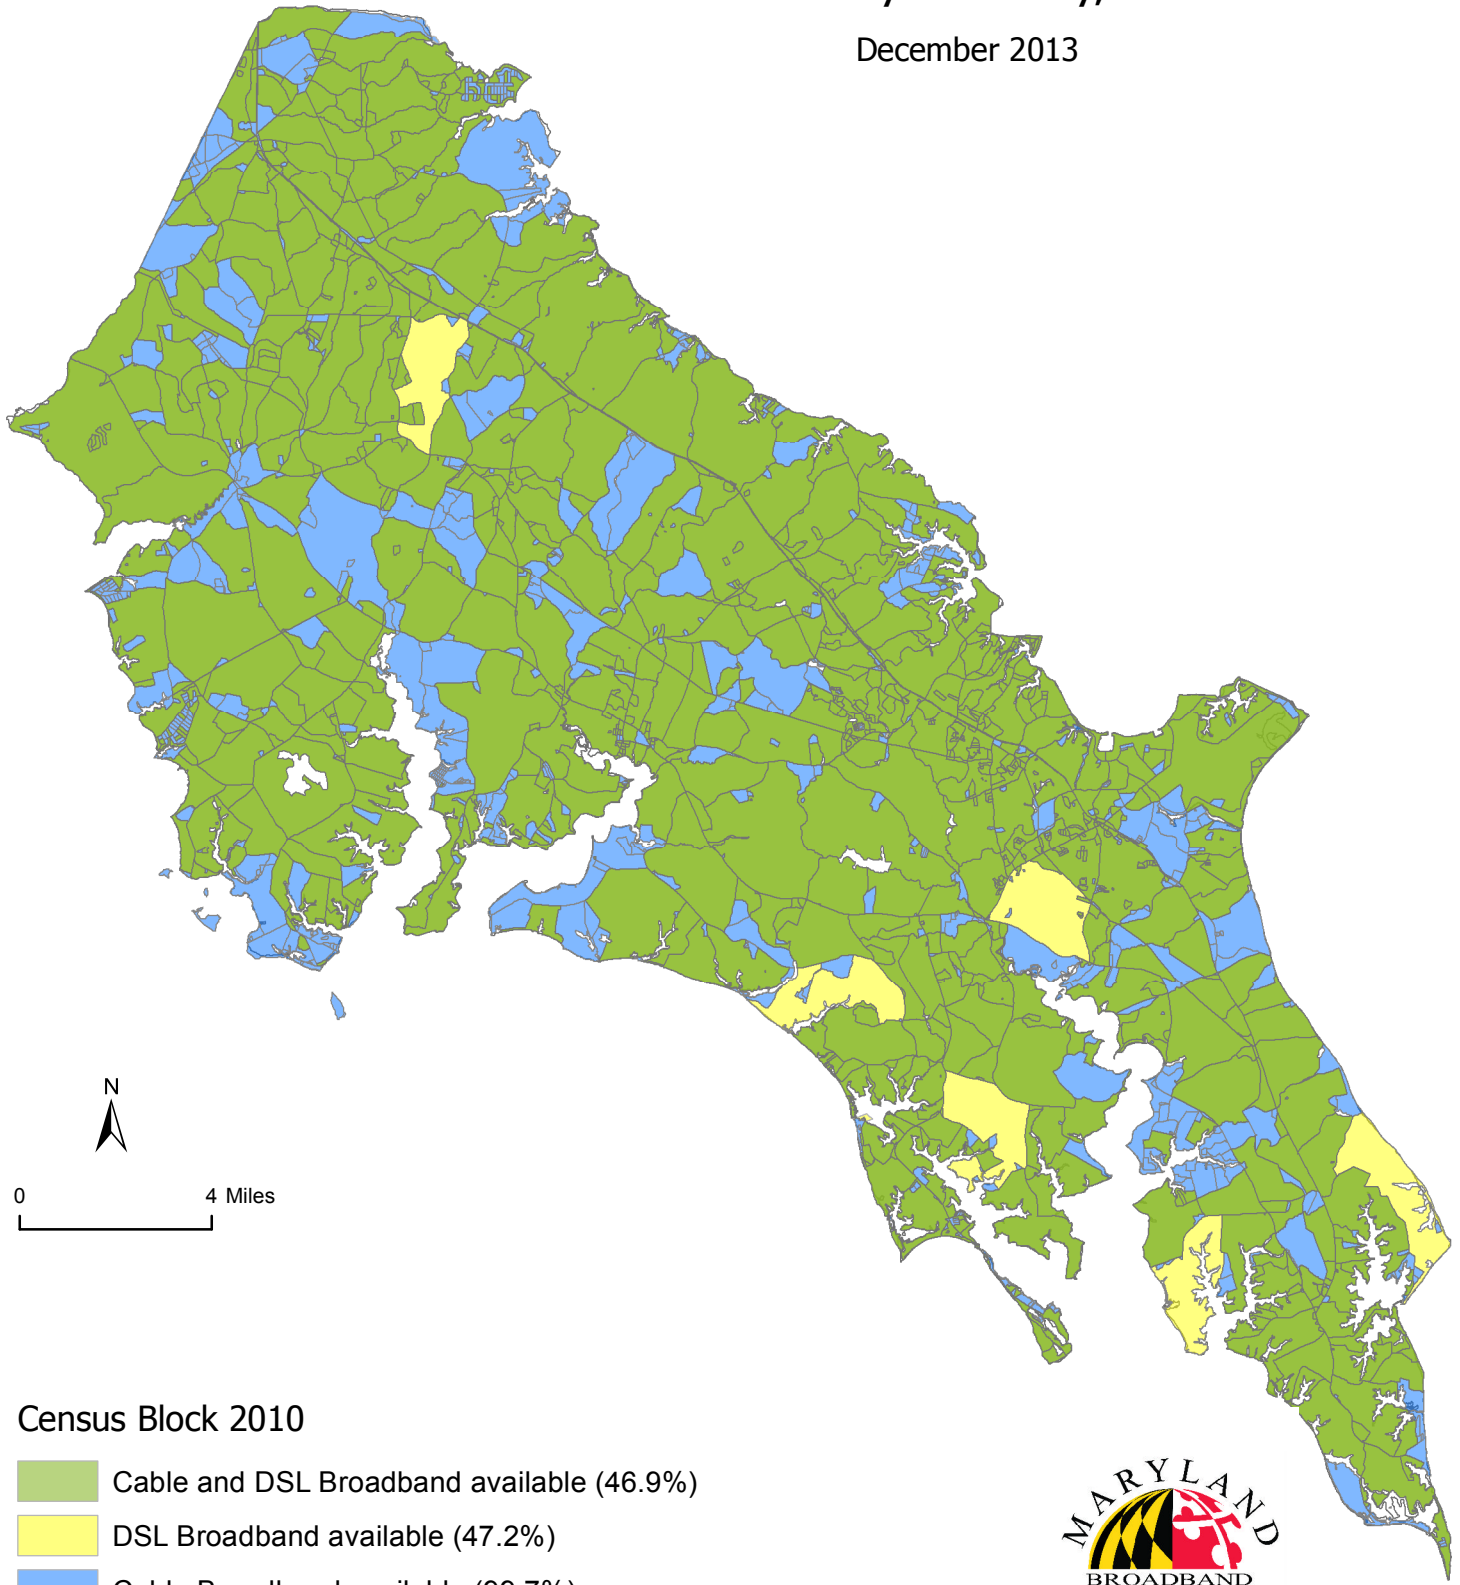 December 2013
N
0 4 Miles
Census Block 2010
Cable and DSL Broadband available (46.9%)
DSL Broadband available (47.2%)
MARYLAND
BROADBAND